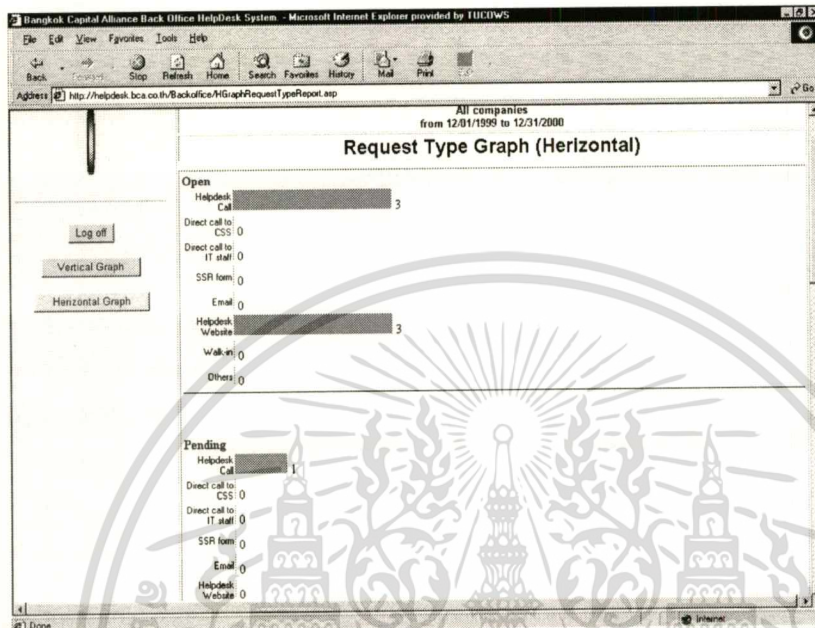 Bangkok Capital Alliance Back Office HelpDesk System - Microsoft Internet Explorer provided by TUCOWS
File Edit View Favorites Tools Help
Back Stop Refresh Home Search Favorites History Mail Print
Address http://helpdesk.bca.co.th/Backoffice/HGraphRequestTypeReport.asp Go
All companies
from 12/01/1999 to 12/31/2000
Request Type Graph (Herizontal)
Log off
Vertical Graph
Herizontal Graph
Open
Helpdesk
Call 3
Direct call to
CSS 0
Direct call to
IT staff 0
SSR form 0
Email 0
Helpdesk
Website 3
Walk-in 0
Others 0
Pending
Helpdesk
Call 1
Direct call to
CSS 0
Direct call to
IT staff 0
SSR form 0
Email 0
Helpdesk
Website 0
Done
Internet